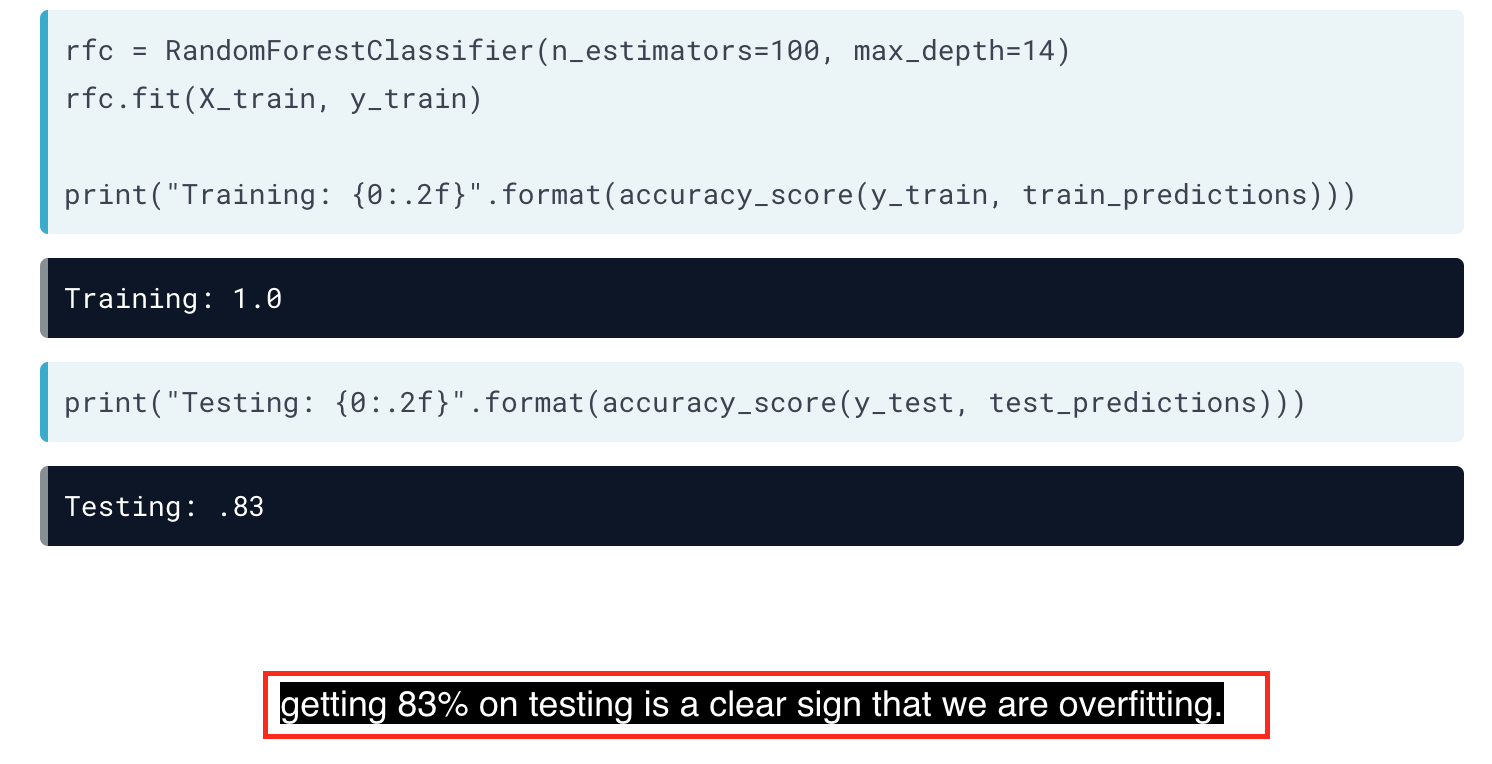 rfc = RandomForestClassifier(n_estimators=100, max_depth=14)
rfc.fit(X_train, y_train)
print("Training: {0:.2f}".format(accuracy_score(y_train, train_predictions)))
Training: 1.0
print("Testing: {0:.2f}".format(accuracy_score(y_test, test_predictions)))
Testing: .83
getting 83% on testing is a clear sign that we are overfitting.